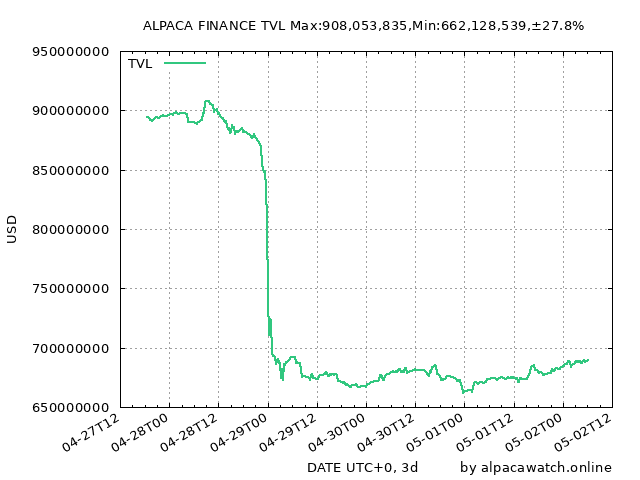 ALPACA FINANCE TVL Max:908,053,835,Min:662,128,539,±27.8%
TVL
950000000
900000000
850000000
800000000
750000000
700000000
650000000
USD
04-27T12
04-28T00
04-28T12
04-29T00
04-29T12
04-30T00
04-30T12
05-01T00
05-01T12
05-02T00
05-02T12
DATE UTC+0, 3d
by alpacawatch.online